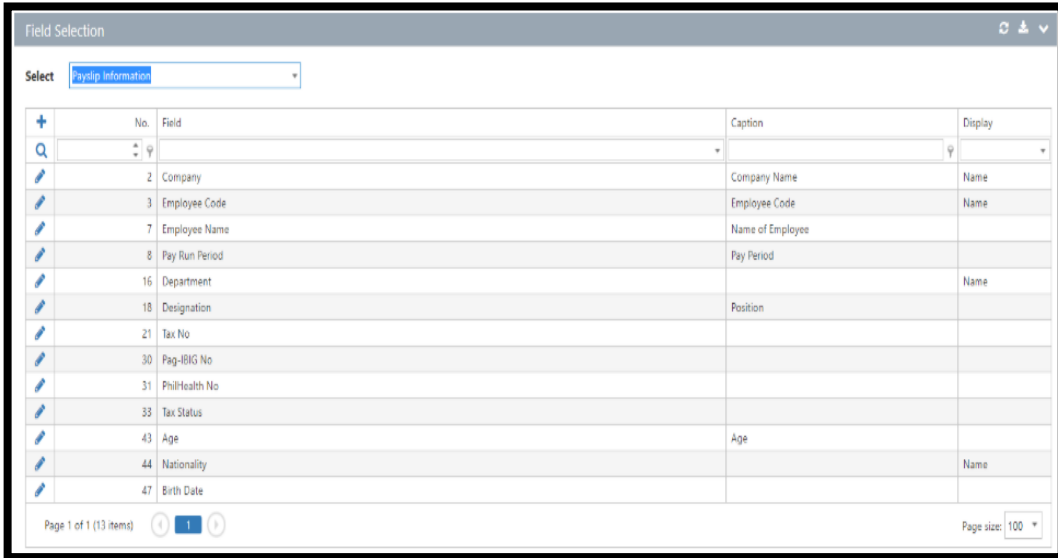 Field Selection
Select Payslip Information
No. Field Caption Display
2 Company Company Name Name
3 Employee Code Employee Code Name
7 Employee Name Name of Employee
8 Pay Run Period Pay Period
16 Department Name
18 Designation Position
21 Tax No
30 Pag-IBIG No
31 PhilHealth No
33 Tax Status
43 Age Age
44 Nationality Name
47 Birth Date
Page 1 of 1 (13 items) 1 Page size: 100